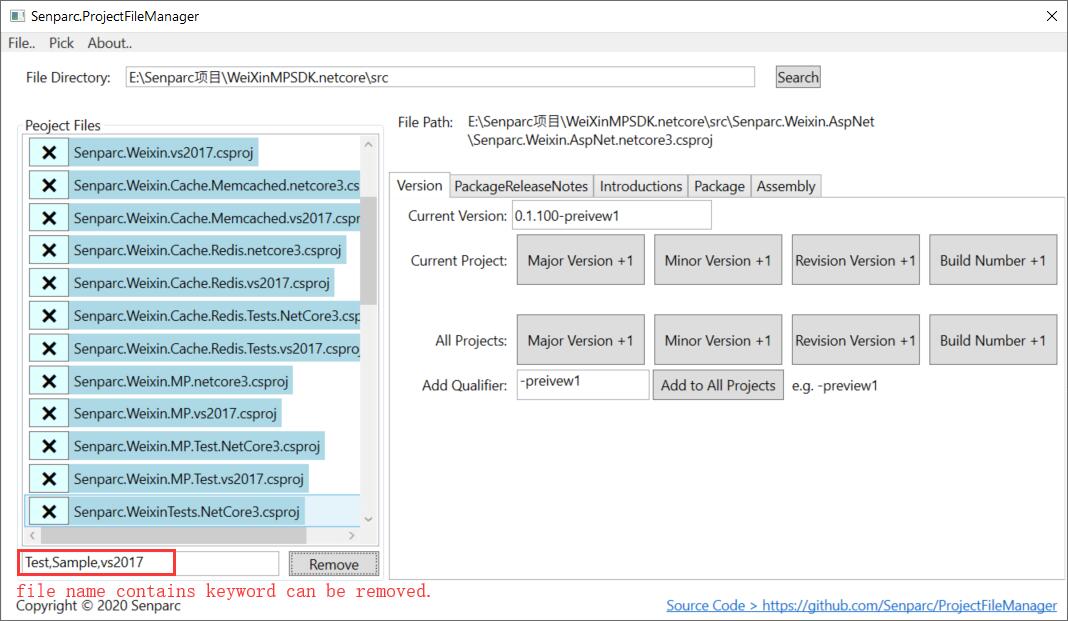 Senparc.ProjectFileManager
File.. Pick About..
File Directory: E:\Senparc项目\WeiXinMPSDK.netcore\src Search
Peoject Files
Senparc.Weixin.vs2017.csproj
Senparc.Weixin.Cache.Memcached.netcore3.cs
Senparc.Weixin.Cache.Memcached.vs2017.cspr
Senparc.Weixin.Cache.Redis.netcore3.csproj
Senparc.Weixin.Cache.Redis.vs2017.csproj
Senparc.Weixin.Cache.Redis.Tests.NetCore3.csp
Senparc.Weixin.Cache.Redis.Tests.vs2017.csproj
Senparc.Weixin.MP.netcore3.csproj
Senparc.Weixin.MP.vs2017.csproj
Senparc.Weixin.MP.Test.NetCore3.csproj
Senparc.Weixin.MP.Test.vs2017.csproj
Senparc.WeixinTests.NetCore3.csproj
Test,Sample,vs2017 Remove
file name contains keyword can be removed.
File Path: E:\Senparc项目\WeiXinMPSDK.netcore\src\Senparc.Weixin.AspNet
\Senparc.Weixin.AspNet.netcore3.csproj
Version PackageReleaseNotes Introductions Package Assembly
Current Version: 0.1.100-preivew1
Current Project: Major Version +1 Minor Version +1 Revision Version +1 Build Number +1
All Projects: Major Version +1 Minor Version +1 Revision Version +1 Build Number +1
Add Qualifier: -preivew1 Add to All Projects e.g. -preview1
Copyright © 2020 Senparc
Source Code > https://github.com/Senparc/ProjectFileManager